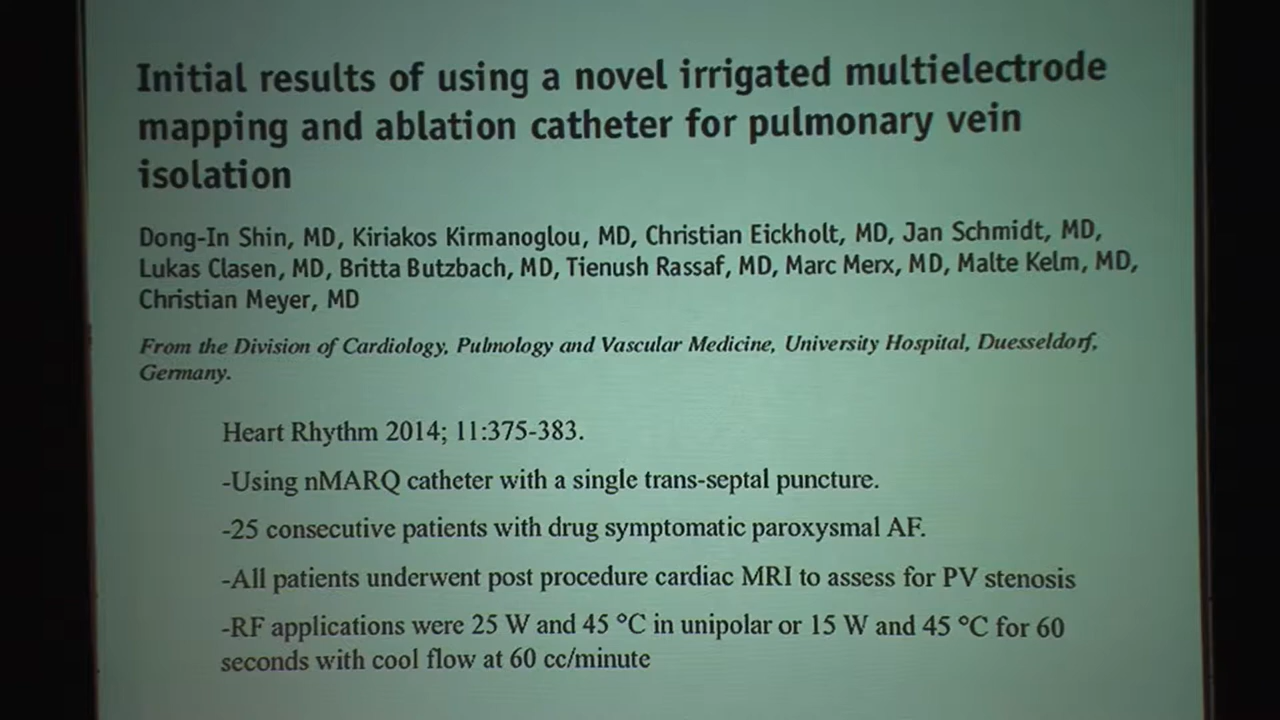 Initial results of using a novel irrigated multielectrode
mapping and ablation catheter for pulmonary vein
isolation
Dong-In Shin, MD, Kiriakos Kirmanoglou, MD, Christian Eickholt, MD, Jan Schmidt, MD,
Lukas Clasen, MD, Britta Butzbach, MD, Tienush Rassaf, MD, Marc Merx, MD, Malte Kelm, MD,
Christian Meyer, MD
From the Division of Cardiology, Pulmology and Vascular Medicine, University Hospital, Duesseldorf,
Germany.
Heart Rhythm 2014; 11:375-383.
-Using nMARQ catheter with a single trans-septal puncture.
-25 consecutive patients with drug symptomatic paroxysmal AF.
-All patients underwent post procedure cardiac MRI to assess for PV stenosis
-RF applications were 25 W and 45 °C in unipolar or 15 W and 45 °C for 60
seconds with cool flow at 60 cc/minute